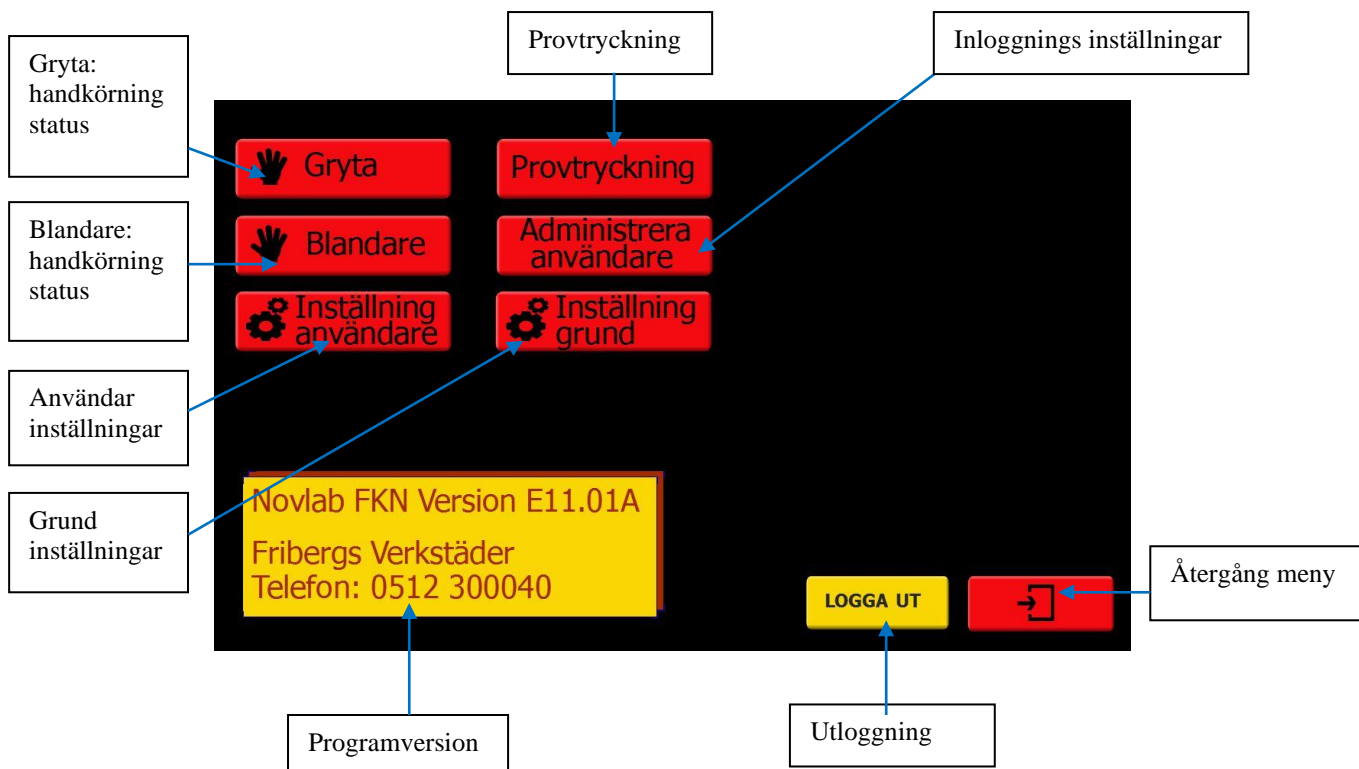 Provtryckning
Inloggnings inställningar
Gryta:
handkörning
status
Gryta
Provtryckning
Blandare:
handkörning
status
Blandare
Administrera
användare
Inställning
användare
Inställning
grund
Användar
inställningar
Grund
inställningar
Novlab FKN Version E11.01A
Fribergs Verkstäder
Telefon: 0512 300040
LOGGA UT
Återgång meny
Programversion
Utloggning